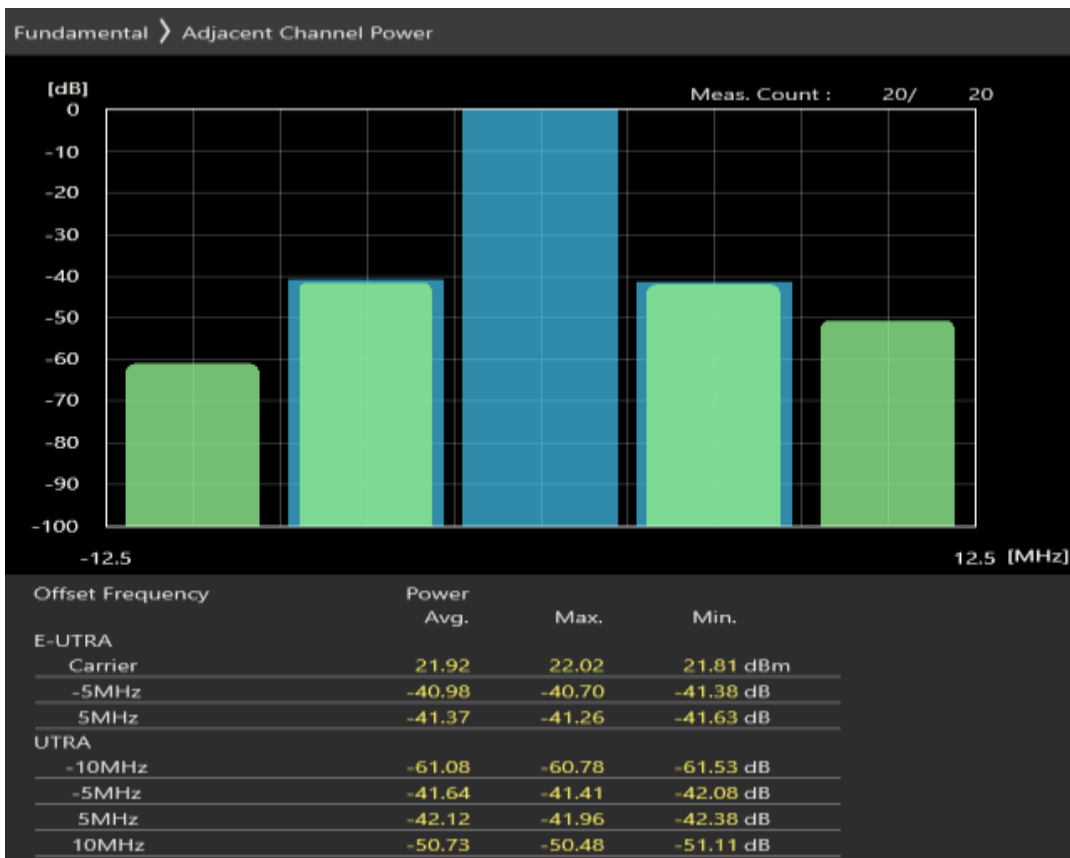 Fundamental 〉 Adjacent Channel Power
[dB]
Meas. Count : 20/ 20
0
-10
-20
-30
-40
-50
-60
-70
-80
-90
-100
-12.5 12.5 [MHz]
Offset Frequency Power
Avg. Max. Min.
E-UTRA
Carrier 21.92 22.02 21.81 dBm
-5MHz -40.98 -40.70 -41.38 dB
5MHz -41.37 -41.26 -41.63 dB
UTRA
-10MHz -61.08 -60.78 -61.53 dB
-5MHz -41.64 -41.41 -42.08 dB
5MHz -42.12 -41.96 -42.38 dB
10MHz -50.73 -50.48 -51.11 dB